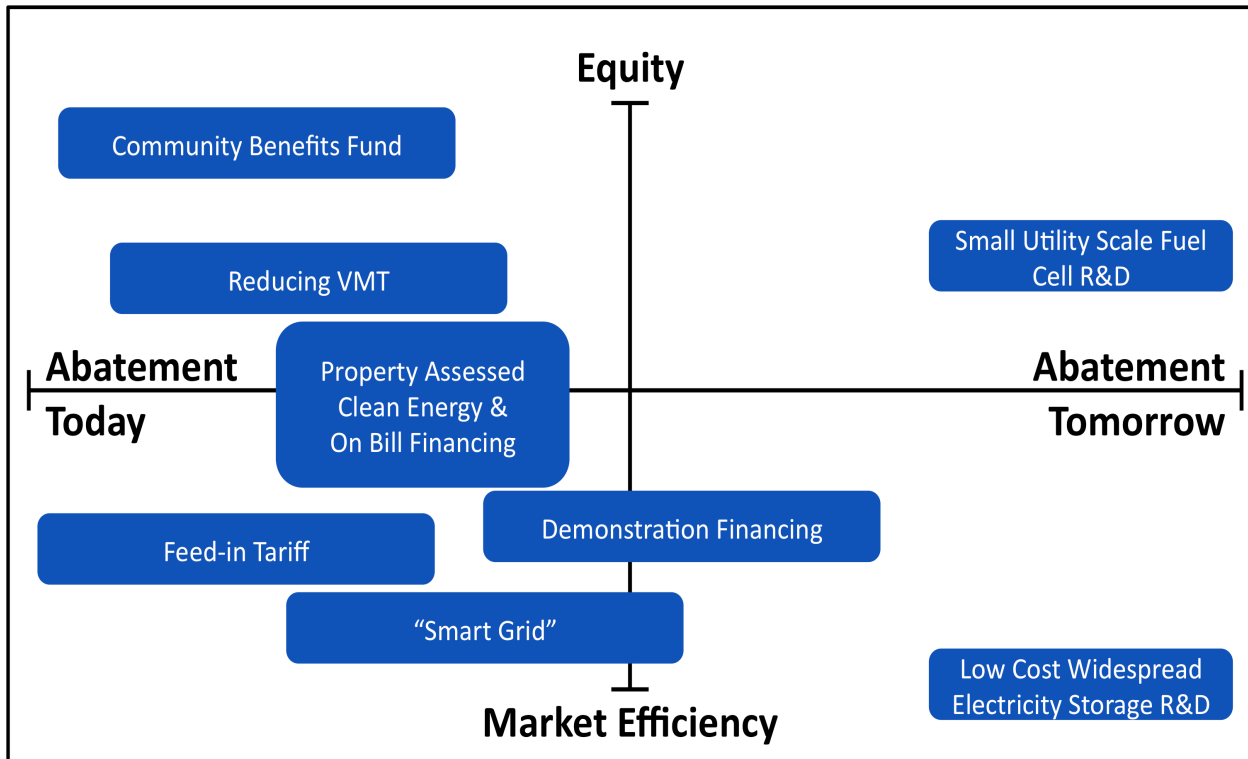 Equity
Community Benefits Fund
Small Utility Scale Fuel
Cell R&D
Reducing VMT
Abatement
Today
Property Assessed
Clean Energy &
On Bill Financing
Abatement
Tomorrow
Demonstration Financing
Feed-in Tariff
“Smart Grid”
Low Cost Widespread
Electricity Storage R&D
Market Efficiency